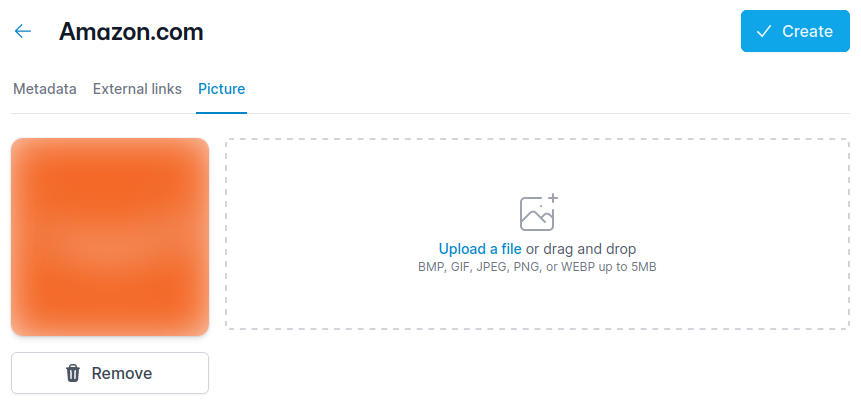 Amazon.com
Create
Metadata
External links
Picture
Upload a file or drag and drop
BMP, GIF, JPEG, PNG, or WEBP up to 5MB
Remove